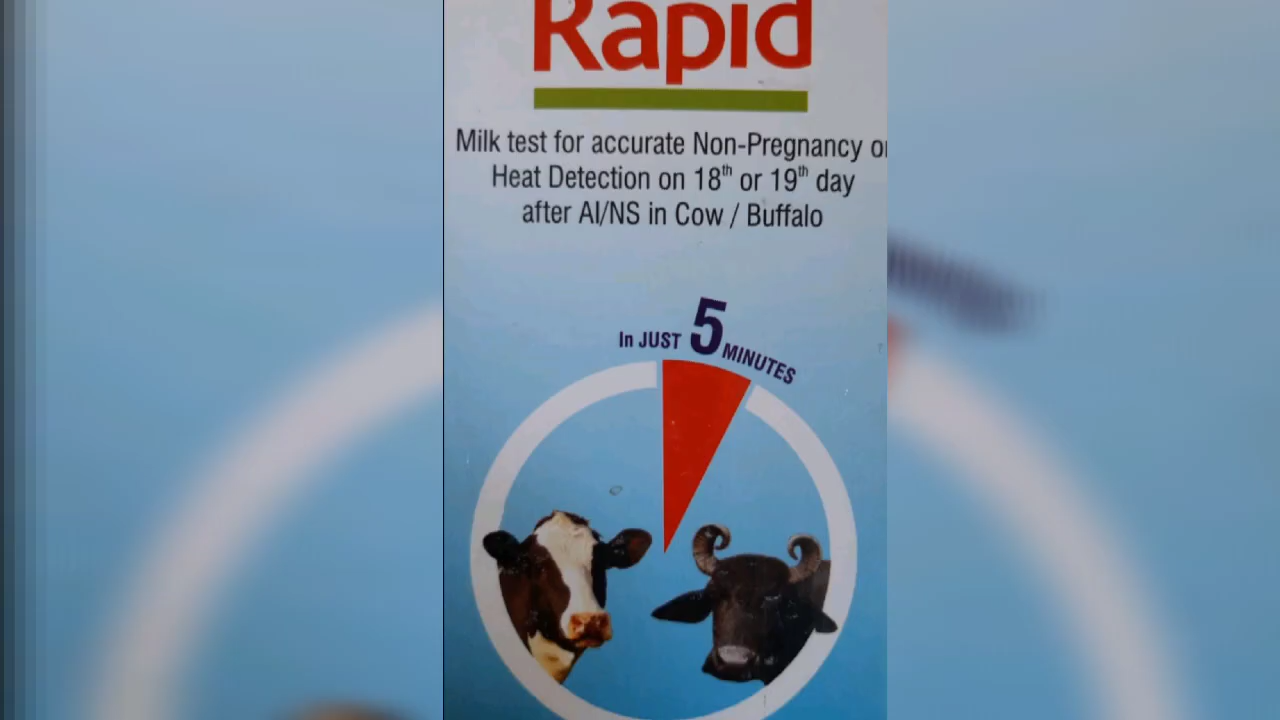 Rapid
Milk test for accurate Non-Pregnancy or
Heat Detection on 18th or 19th day
after AI/NS in Cow / Buffalo
In JUST 5 MINUTES